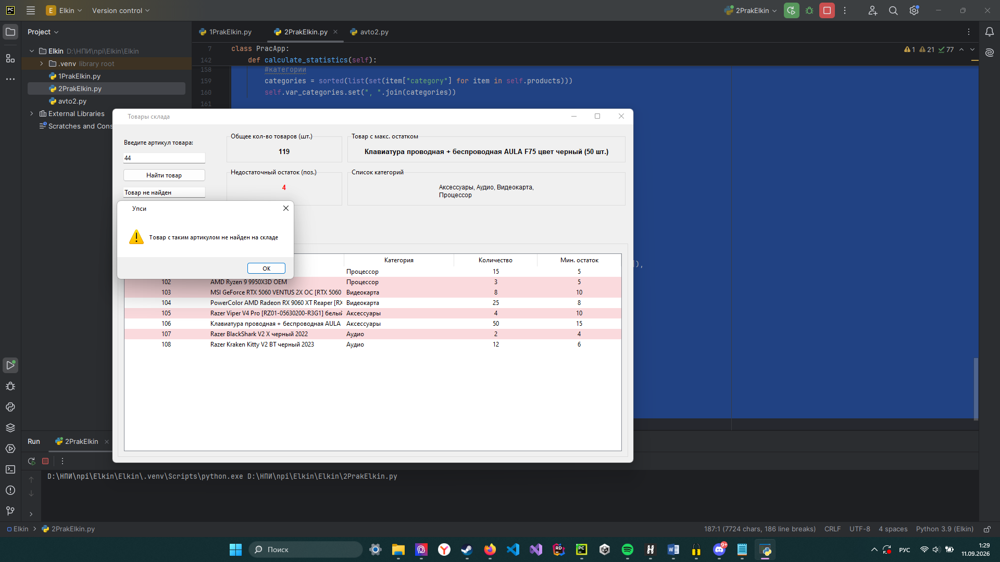 Elkin
Version control
2PrakElkin
Project
1PrakElkin.py
2PrakElkin.py
avto2.py
Elkin D:\НПИ\npi\Elkin\Elkin
.venv library root
1PrakElkin.py
2PrakElkin.py
avto2.py
External Libraries
Scratches and Cons
7 class PracApp:
142 def calculate_statistics(self):
1 21 77
158 #категории
159 categories = sorted(list(set(item["category"] for item in self.products)))
160 self.var_categories.set(", ".join(categories))
161
),
Товары склада
Введите артикул товара:
44
Найти товар
Товар не найден
Общее кол-во товаров (шт.)
119
Товар с макс. остатком
Клавиатура проводная + беспроводная AULA F75 цвет черный (50 шт.)
Недостаточный остаток (поз.)
4
Список категорий
Аксессуары, Аудио, Видеокарта,
Процессор
Упси
Товар с таким артикулом не найден на складе
ОК
Категория Количество Мин. остаток
Процессор 15 5
102 AMD Ryzen 9 9950X3D OEM Процессор 3 5
103 MSI GeForce RTX 5060 VENTUS 2X OC [RTX 5060 Видеокарта 8 10
104 PowerColor AMD Radeon RX 9060 XT Reaper [RX Видеокарта 25 8
105 Razer Viper V4 Pro [RZ01-05630200-R3G1] белый Аксессуары 4 10
106 Клавиатура проводная + беспроводная AULA Аксессуары 50 15
107 Razer BlackShark V2 X черный 2022 Аудио 2 4
108 Razer Kraken Kitty V2 BT черный 2023 Аудио 12 6
Run
2PrakElkin
D:\НПИ\npi\Elkin\Elkin\.venv\Scripts\python.exe D:\НПИ\npi\Elkin\Elkin\2PrakElkin.py
Elkin
2PrakElkin.py
187:1 (7724 chars, 186 line breaks) CRLF UTF-8 4 spaces Python 3.9 (Elkin)
Поиск
РУС
1:29
11.09.2026